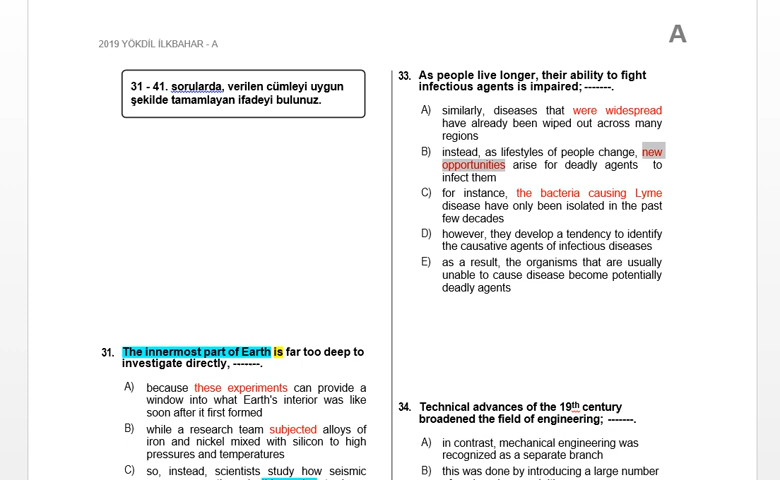 2019 YÖKDİL İLKBAHAR - A
A
31 - 41. sorularda, verilen cümleyi uygun
şekilde tamamlayan ifadeyi bulunuz.
31. The innermost part of Earth is far too deep to
investigate directly, -------.
A) because these experiments can provide a
window into what Earth's interior was like
soon after it first formed
B) while a research team subjected alloys of
iron and nickel mixed with silicon to high
pressures and temperatures
C) so, instead, scientists study how seismic
33. As people live longer, their ability to fight
infectious agents is impaired; -------.
A) similarly, diseases that were widespread
have already been wiped out across many
regions
B) instead, as lifestyles of people change, new
opportunities arise for deadly agents to
infect them
C) for instance, the bacteria causing Lyme
disease have only been isolated in the past
few decades
D) however, they develop a tendency to identify
the causative agents of infectious diseases
E) as a result, the organisms that are usually
unable to cause disease become potentially
deadly agents
34. Technical advances of the 19th century
broadened the field of engineering; -------.
A) in contrast, mechanical engineering was
recognized as a separate branch
B) this was done by introducing a large number